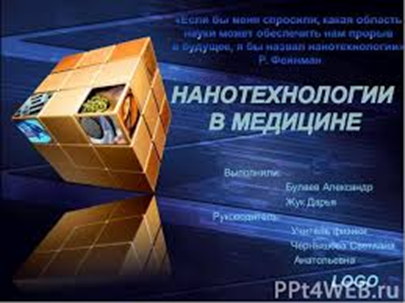 «Если бы меня спросили, какая область
науки может обеспечить нам прорыв
в будущее, я бы назвал нанотехнологии»
Р. Фейнман
НАНОТЕХНОЛОГИИ
В МЕДИЦИНЕ
Выполнили:
Булаев Александр
Жук Дарья
Руководитель:
Учитель физики
Чернышова Светлана
Анатольевна
LOGO
PPt4WEB.ru